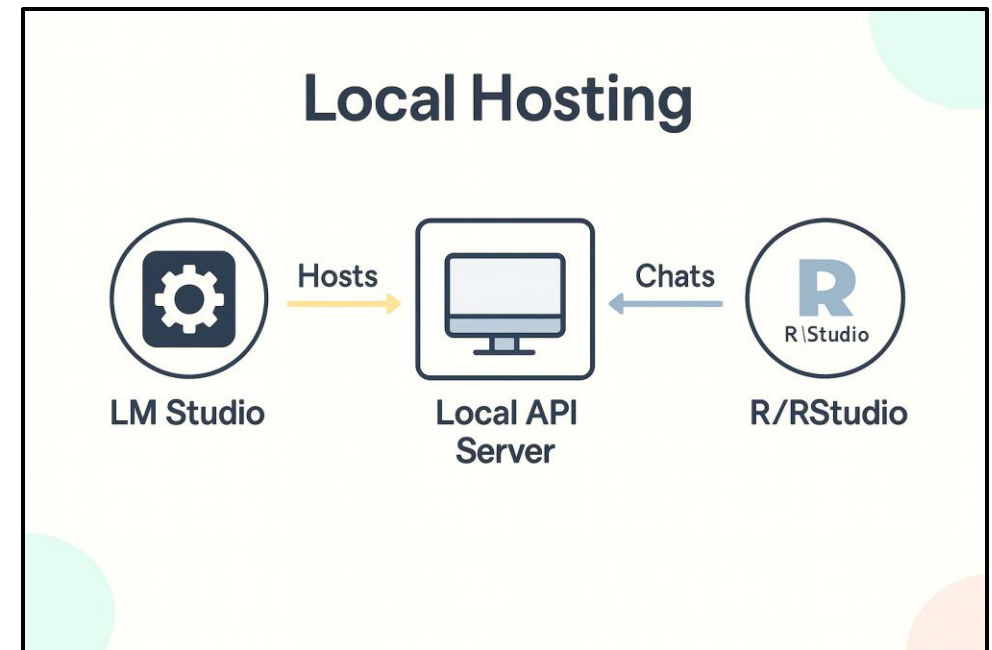 Local Hosting
Hosts
Chats
R
R\Studio
LM Studio
Local API
Server
R/RStudio